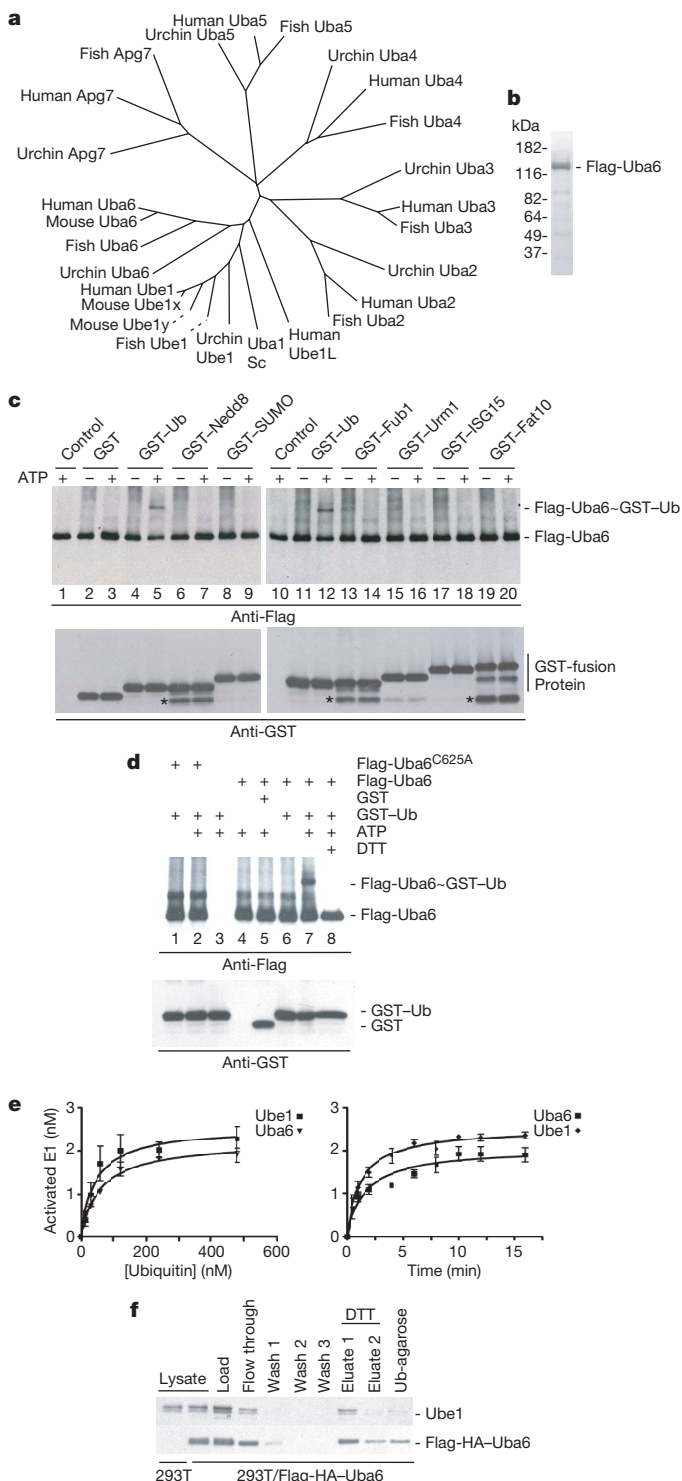 a
Human Uba5
Urchin Uba5
Fish Uba5
Fish Apg7
Urchin Uba4
Human Uba4
Human Apg7
Fish Uba4
Urchin Apg7
Urchin Uba3
Human Uba6
Mouse Uba6
Human Uba3
Fish Uba3
Fish Uba6
Urchin Uba6
Urchin Uba2
Human Ube1
Mouse Ube1x
Human Uba2
Mouse Ube1y
Fish Uba2
Fish Ube1
Urchin Ube1
Uba1 Sc
Human Ube1L
b
kDa
182-
- Flag-Uba6
116-
82-
64-
49-
37-
c
Control GST GST–Ub GST–Nedd8 GST–SUMO Control GST–Ub GST–Fub1 GST–Urm1 GST–ISG15 GST–Fat10
ATP + − + − + − + − + + − + − + − + − + − +
- Flag-Uba6~GST–Ub
- Flag-Uba6
1 2 3 4 5 6 7 8 9 10 11 12 13 14 15 16 17 18 19 20
Anti-Flag
GST-fusion
Protein
* * *
Anti-GST
d
+ + Flag-Uba6C625A
+ + + + + Flag-Uba6
+ GST
+ + + + + + GST–Ub
+ + + + + + ATP
+ DTT
- Flag-Uba6~GST–Ub
- Flag-Uba6
1 2 3 4 5 6 7 8
Anti-Flag
- GST–Ub
- GST
Anti-GST
e
Activated E1 (nM)
3
2
1
0
0 200 400 600
[Ubiquitin] (nM)
Ube1
Uba6
3
2
1
0
0 5 10 15
Time (min)
Uba6
Ube1
f
Lysate
Load
Flow through
Wash 1
Wash 2
Wash 3
DTT
Eluate 1
Eluate 2
Ub-agarose
- Ube1
- Flag-HA–Uba6
293T
293T/Flag-HA–Uba6